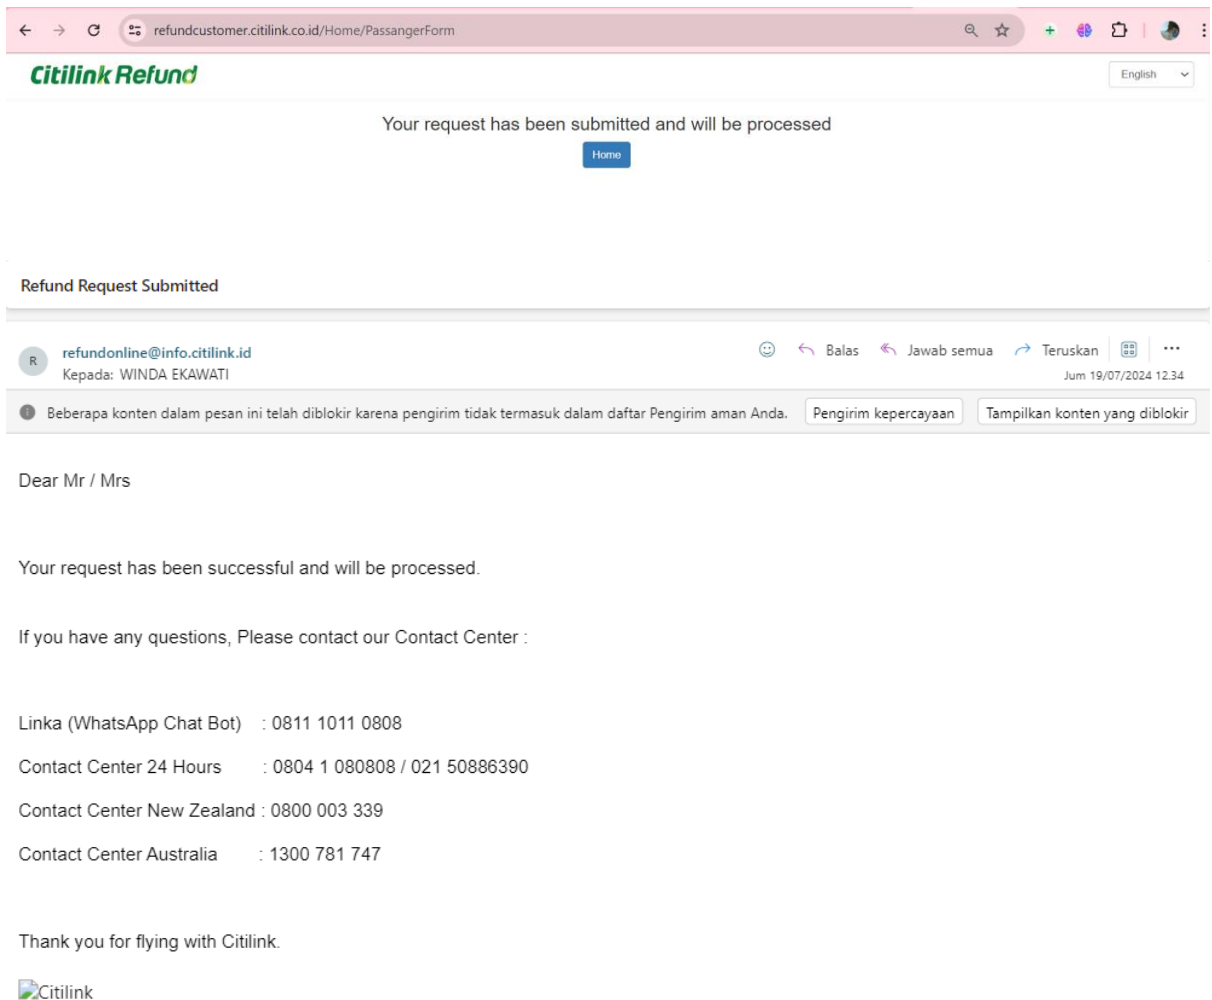 refundcustomer.citilink.co.id/Home/PassangerForm
Citilink Refund
English
Your request has been submitted and will be processed
Home
Refund Request Submitted
R
refundonline@info.citilink.id
Kepada: WINDA EKAWATI
Balas
Jawab semua
Teruskan
Jum 19/07/2024 12.34
Beberapa konten dalam pesan ini telah diblokir karena pengirim tidak termasuk dalam daftar Pengirim aman Anda.
Pengirim kepercayaan
Tampilkan konten yang diblokir
Dear Mr / Mrs
Your request has been successful and will be processed.
If you have any questions, Please contact our Contact Center :
Linka (WhatsApp Chat Bot) : 0811 1011 0808
Contact Center 24 Hours : 0804 1 080808 / 021 50886390
Contact Center New Zealand : 0800 003 339
Contact Center Australia : 1300 781 747
Thank you for flying with Citilink.
Citilink